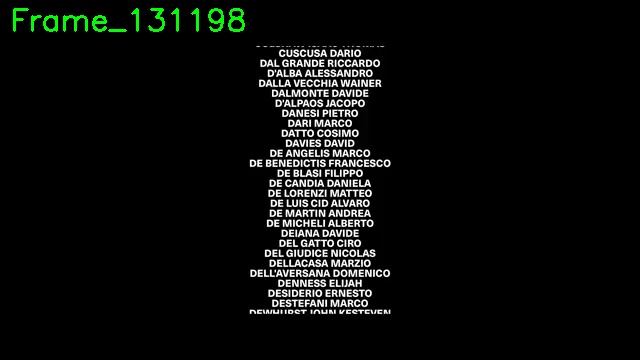 Frame_131198
CUSCUSA DARIO
DAL GRANDE RICCARDO
D'ALBA ALESSANDRO
DALLA VECCHIA WAINER
DALMONTE DAVIDE
D'ALPAOS JACOPO
DANESI PIETRO
DARI MARCO
DATTO COSIMO
DAVIES DAVID
DE ANGELIS MARCO
DE BENEDICTIS FRANCESCO
DE BLASI FILIPPO
DE CANDIA DANIELA
DE LORENZI MATTEO
DE LUIS CID ALVARO
DE MARTIN ANDREA
DE MICHELI ALBERTO
DEIANA DAVIDE
DEL GATTO CIRO
DEL GIUDICE NICOLAS
DELLACASA MARZIO
DELL'AVERSANA DOMENICO
DENNESS ELIJAH
DESIDERIO ERNESTO
DESTEFANI MARCO
DEWHURST JOHN KESTEVEN